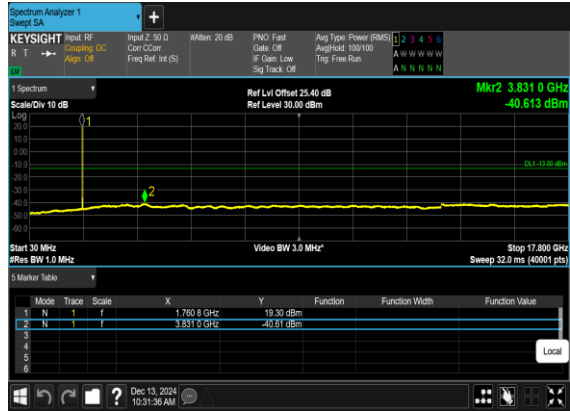 Spectrum Analyzer 1
Swept SA
+
KEYSIGHT Input: RF Input Z: 50 Ω #Atten: 20 dB PNO: Fast Avg Type: Power (RMS) 1 2 3 4 5 6
R T Coupling: DC Corr CCorr Gate: Off Avg|Hold: 100/100 A W W W W W
Align: Off Freq Ref: Int (S) IF Gain: Low Trig: Free Run
Sig Track: Off A N N N N N
1 Spectrum
Ref Lvl Offset 25.40 dB Mkr2 3.831 0 GHz
Scale/Div 10 dB Ref Level 30.00 dBm -40.613 dBm
Log
20.0
10.0
0.00
-10.0
-20.0
-30.0
-40.0
-50.0
-60.0
1
DL1 -13.00 dBm
2
Start 30 MHz Video BW 3.0 MHz* Stop 17.800 GHz
#Res BW 1.0 MHz Sweep 32.0 ms (40001 pts)
5 Marker Table
Mode Trace Scale X Y Function Function Width Function Value
1 N 1 f 1.760 8 GHz 19.30 dBm
2 N 1 f 3.831 0 GHz -40.61 dBm
3
4
5
6
Local
? Dec 13, 2024
10:31:36 AM